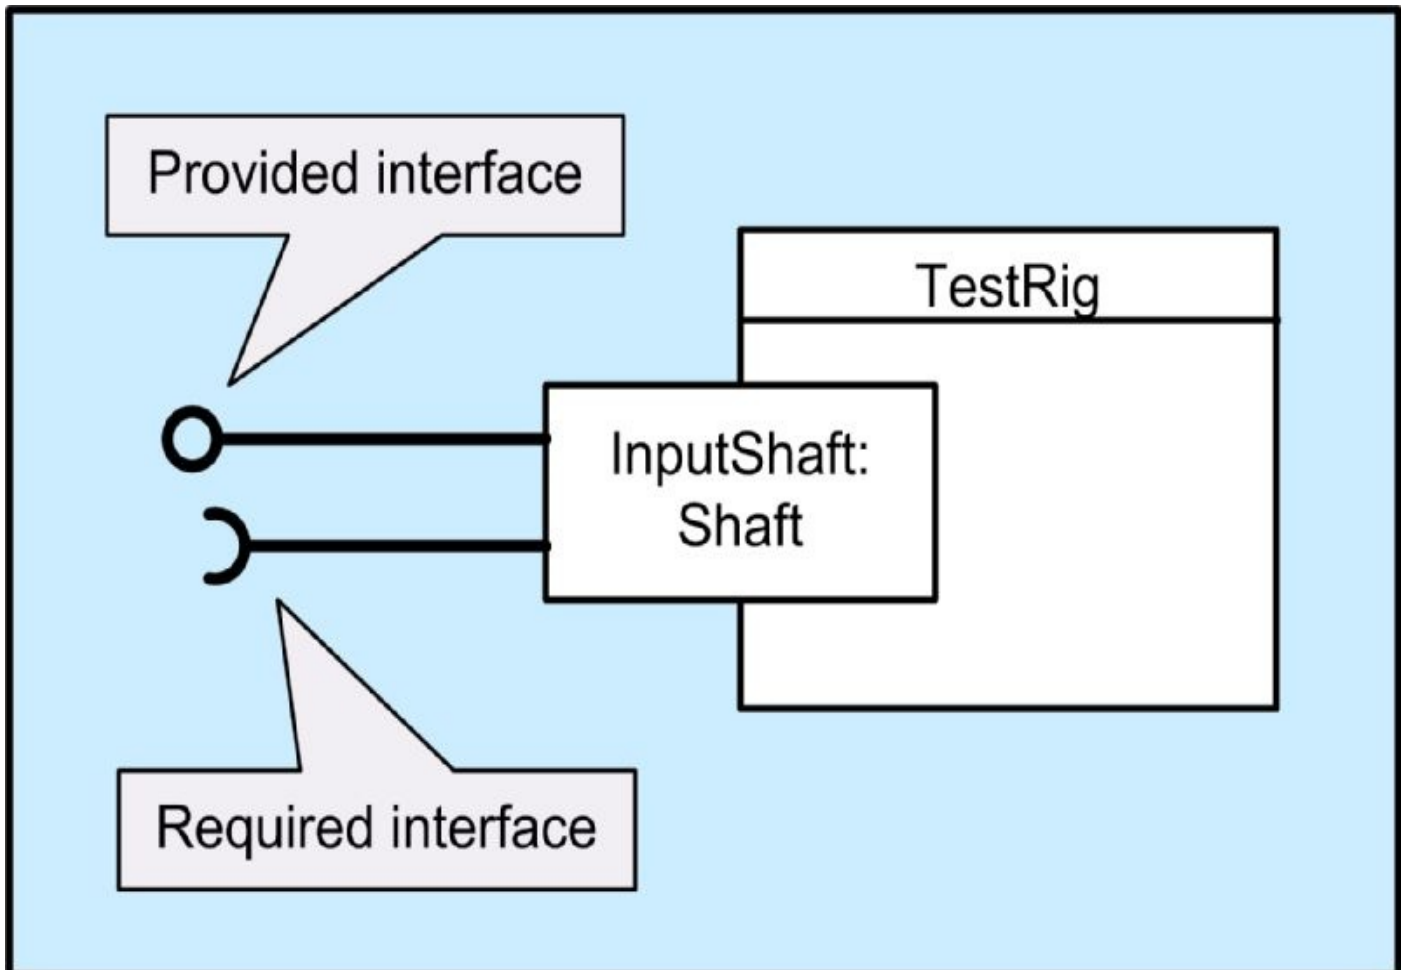 Provided interface
TestRig
InputShaft:
Shaft
Required interface